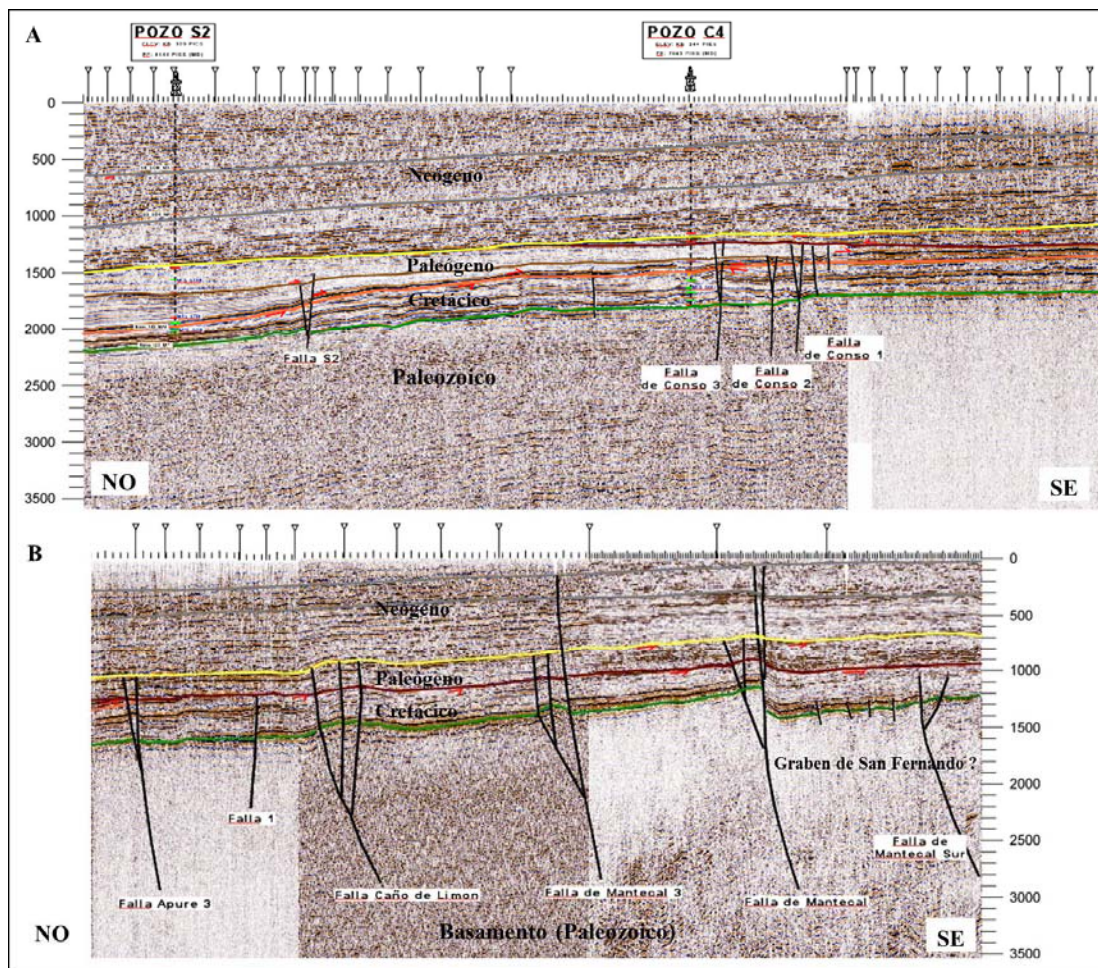 A
POZO S2
POZO C4
0
500
1000
1500
2000
2500
3000
3500
Neógeno
Paleógeno
Cretácico
Paleozoico
Falla S2
Falla
de Conso 3
Falla
de Conso 2
Falla
de Conso 1
NO
SE
B
0
500
1000
1500
2000
2500
3000
3500
Neógeno
Paleógeno
Cretácico
Graben de San Fernando ?
Falla 1
Falla Apure 3
Falla Caño de Limon
Falla de Mantecal 3
Falla de Mantecal
Falla de
Mantecal Sur
NO
Basamento (Paleozoico)
SE